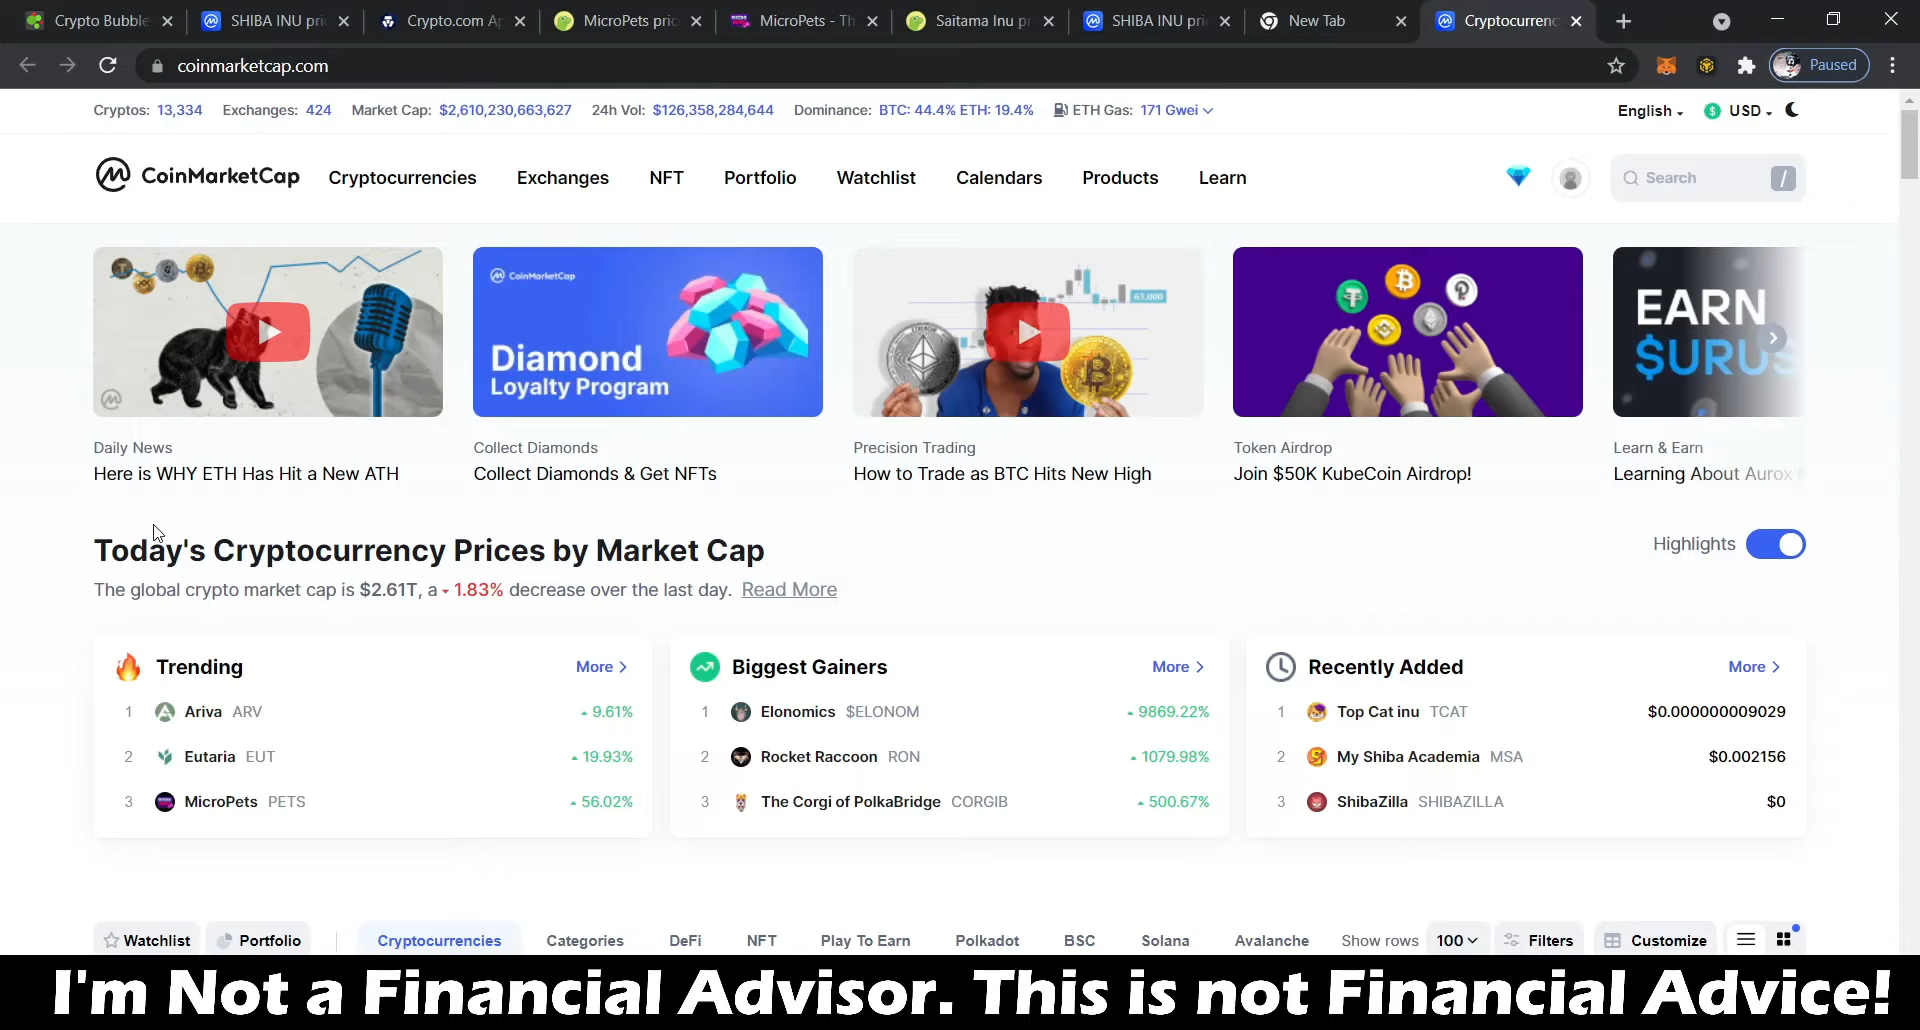 Crypto Bubble
SHIBA INU pri
Crypto.com Ap
MicroPets pric
MicroPets - Th
Saitama Inu pr
SHIBA INU pri
New Tab
Cryptocurrenc
coinmarketcap.com
Paused
Cryptos: 13,334 Exchanges: 424 Market Cap: $2,610,230,663,627 24h Vol: $126,358,284,644 Dominance: BTC: 44.4% ETH: 19.4% ETH Gas: 171 Gwei
English
USD
CoinMarketCap
Cryptocurrencies Exchanges NFT Portfolio Watchlist Calendars Products Learn
Search /
CoinMarketCap
Diamond
Loyalty Program
63,000
EARN
$URUS
Daily News
Here is WHY ETH Has Hit a New ATH
Collect Diamonds
Collect Diamonds & Get NFTs
Precision Trading
How to Trade as BTC Hits New High
Token Airdrop
Join $50K KubeCoin Airdrop!
Learn & Earn
Learning About Aurox
Today's Cryptocurrency Prices by Market Cap
Highlights
The global crypto market cap is $2.61T, a 1.83% decrease over the last day. Read More
Trending More
1 Ariva ARV 9.61%
2 Eutaria EUT 19.93%
3 MicroPets PETS 56.02%
Biggest Gainers More
1 Elonomics $ELONOM 9869.22%
2 Rocket Raccoon RON 1079.98%
3 The Corgi of PolkaBridge CORGIB 500.67%
Recently Added More
1 Top Cat inu TCAT $0.000000009029
2 My Shiba Academia MSA $0.002156
3 ShibaZilla SHIBAZILLA $0
Watchlist Portfolio Cryptocurrencies Categories DeFi NFT Play To Earn Polkadot BSC Solana Avalanche Show rows 100 Filters Customize
I'm Not a Financial Advisor. This is not Financial Advice!